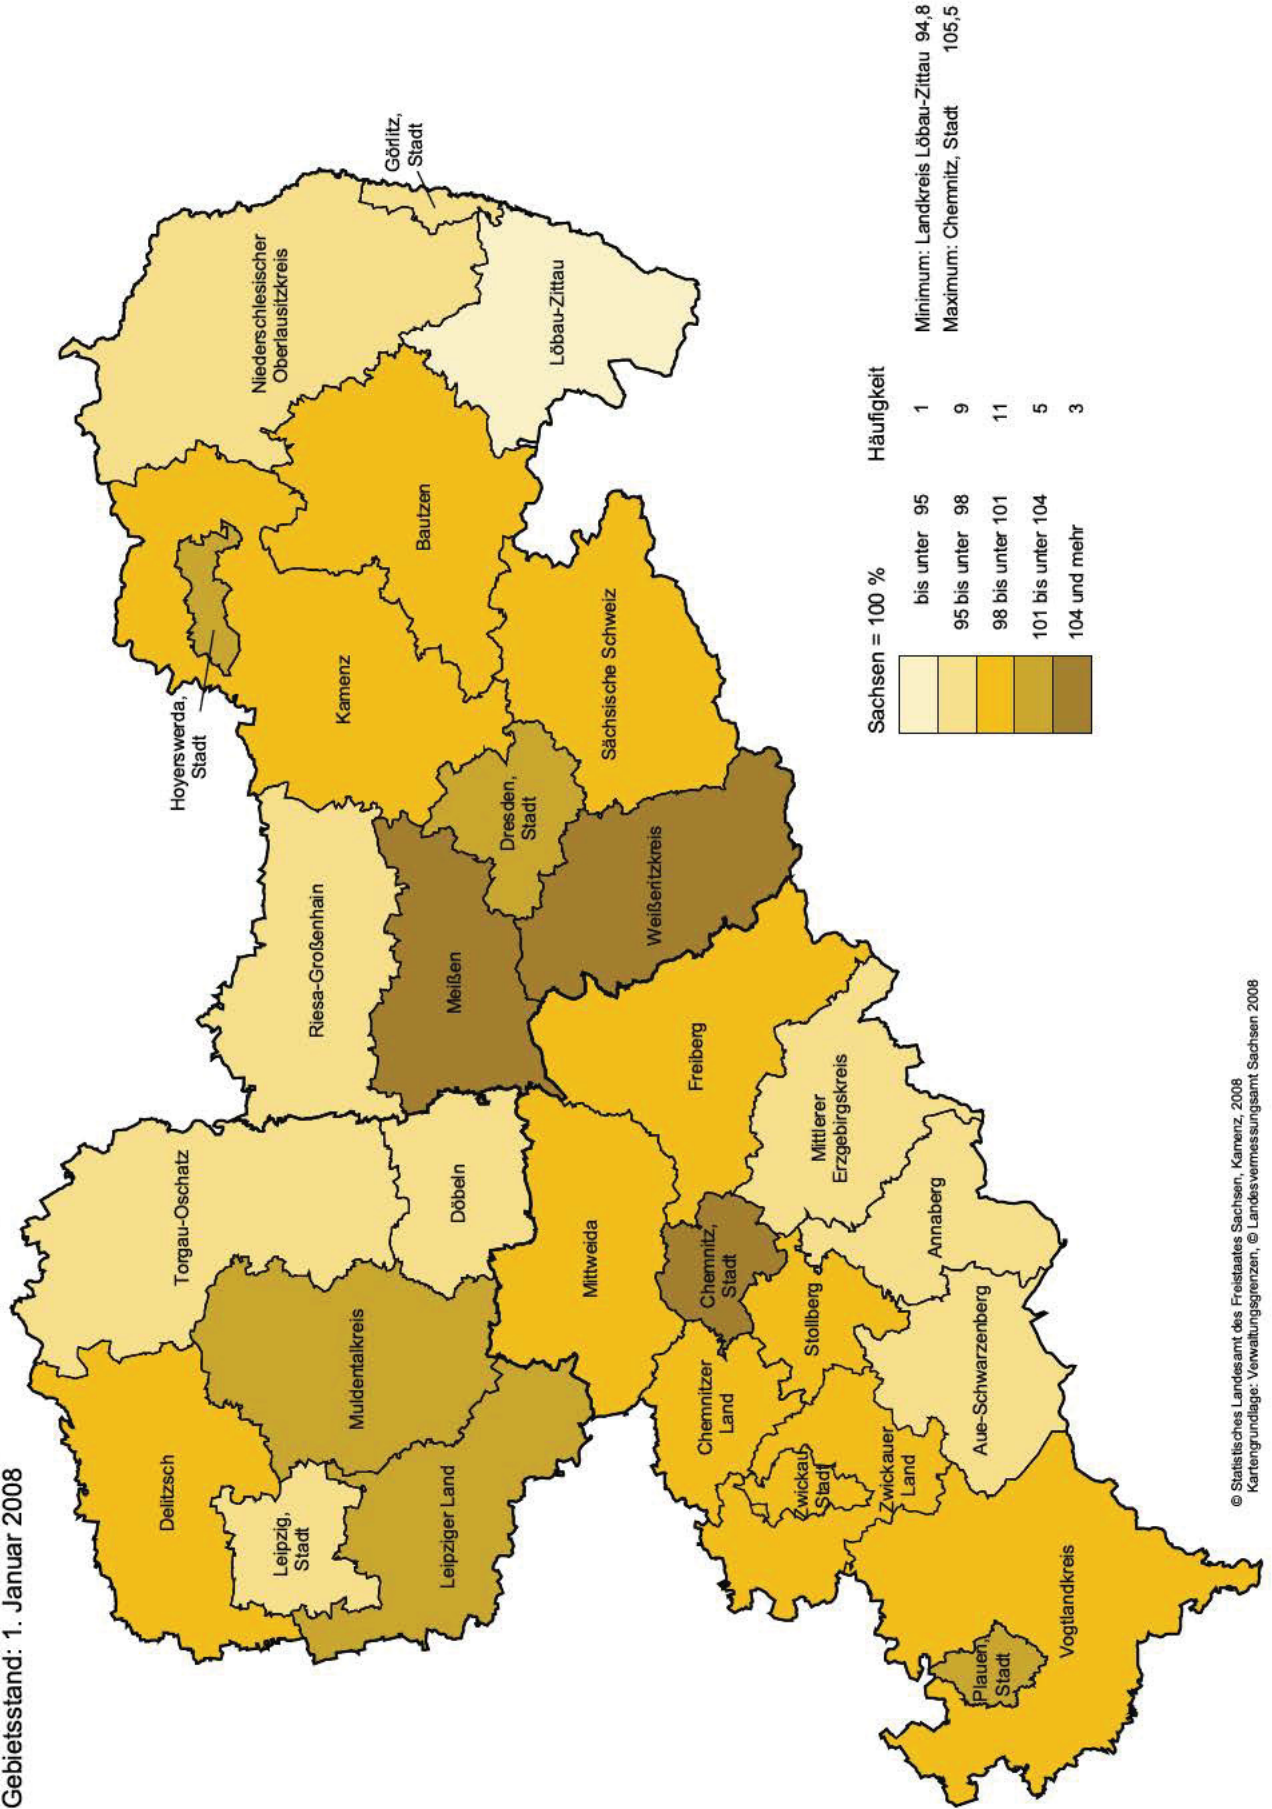 Gebietsstand: 1. Januar 2008
Delitzsch
Torgau-Oschatz
Leipzig,
Stadt
Muldentalkreis
Leipziger Land
Döbeln
Riesa-Großenhain
Meißen
Hoyerswerda,
Stadt
Kamenz
Bautzen
Niederschlesischer
Oberlausitzkreis
Görlitz,
Stadt
Löbau-Zittau
Dresden,
Stadt
Sächsische Schweiz
Weißeritzkreis
Freiberg
Mittweida
Chemnitz,
Stadt
Chemnitzer
Land
Stollberg
Mittlerer
Erzgebirgskreis
Annaberg
Aue-Schwarzenberg
Zwickau
Stadt
Zwickauer
Land
Plauen,
Stadt
Vogtlandkreis
Sachsen = 100 % Häufigkeit
bis unter 95 1 Minimum: Landkreis Löbau-Zittau 94,8
95 bis unter 98 9 Maximum: Chemnitz, Stadt 105,5
98 bis unter 101 11
101 bis unter 104 5
104 und mehr 3
© Statistisches Landesamt des Freistaates Sachsen, Kamenz, 2008
Kartengrundlage: Verwaltungsgrenzen, © Landesvermessungsamt Sachsen 2008